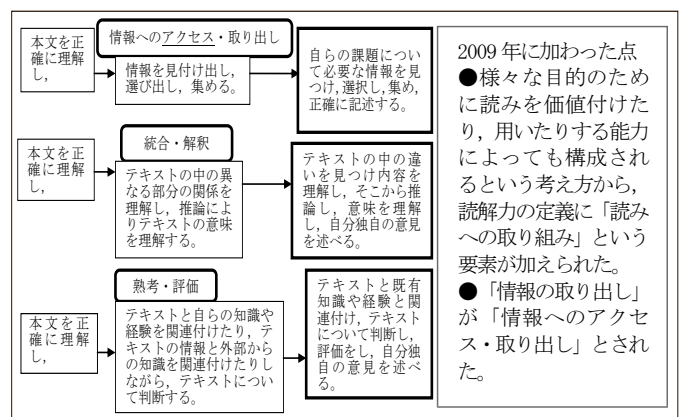 情報へのアクセス・取り出し
本文を正
確に理解
し，
情報を見付け出し，
選び出し，集める。
自らの課題につい
て必要な情報を見
つけ,選択し,集め,
正確に記述する。
統合・解釈
本文を正
確に理解
し，
テキストの中の異
なる部分の関係を
理解し，推論によ
りテキストの意味
を理解する。
テキストの中の違
いを見つけ内容を
理解し，そこから推
論し，意味を理解
し，自分独自の意見
を述べる。
熟考・評価
本文を正
確に理解
し，
テキストと自らの知識や
経験を関連付けたり，テ
キストの情報と外部から
の知識を関連付けたりし
ながら，テキストについ
て判断する。
テキストと既有
知識や経験と関
連付け，テキスト
について判断し，
評価をし，自分独
自の意見を述べ
る。
2009 年に加わった点
●様々な目的のため
に読みを価値付けた
り，用いたりする能力
によっても構成され
るという考え方から，
読解力の定義に「読み
への取り組み」という
要素が加えられた。
●「情報の取り出し」
が「情報へのアクセ
ス・取り出し」とされ
た。